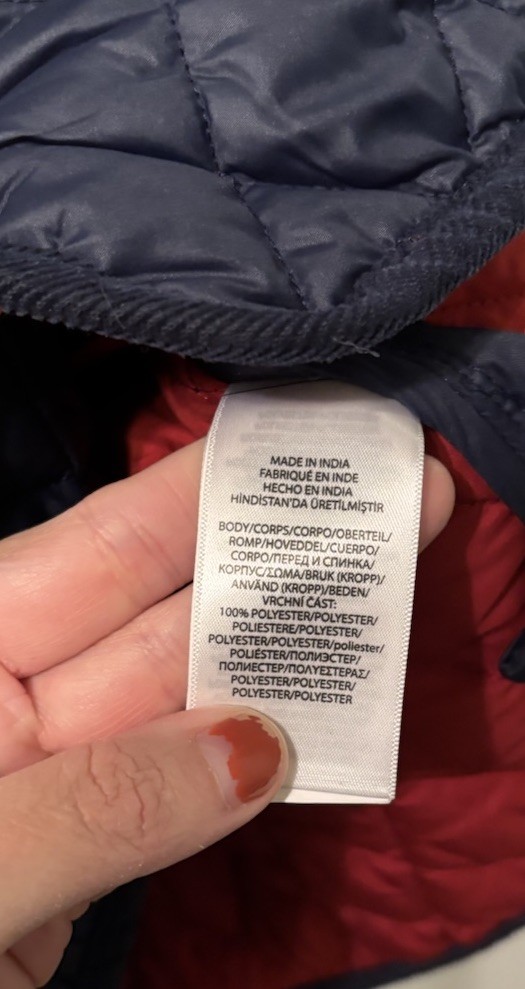 MADE IN INDIA
FABRIQUÉ EN INDE
HECHO EN INDIA
HİNDİSTAN'DA ÜRETİLMİŞTİR
BODY/CORPS/CORPO/OBERTEIL/
ROMP/HOVEDDEL/CUERPO/
CORPO/ПЕРЕД И СПИНКА/
КОРПУС/ΣΩΜΑ/BRUK (KROPP)/
ANVÄND (KROPP)/BEDEN/
VRCHNÍ ČÁST:
100% POLYESTER/POLYESTER/
POLIESTERE/POLYESTER/
POLYESTER/POLYESTER/poliester/
POLIÉSTER/ПОЛИЭСТЕР/
ПОЛИЕСТЕР/ΠΟΛΥΕΣΤΕΡΑΣ/
POLYESTER/POLYESTER/
POLYESTER/POLYESTER